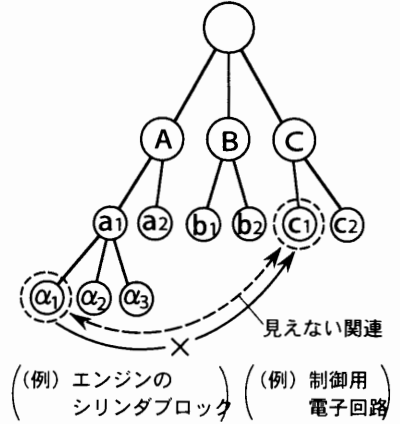 A B C
a1 a2 b1 b2 c1 c2
α1 α2 α3
見えない関連
×
(例) エンジンの
シリンダブロック
(例) 制御用
電子回路